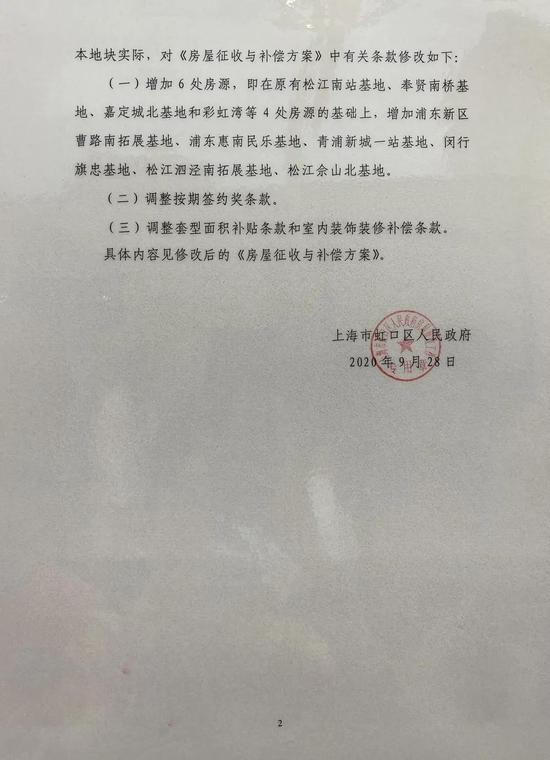 本地块实际，对《房屋征收与补偿方案》中有关条款修改如下：
（一）增加 6 处房源，即在原有松江南站基地、奉贤南桥基
地、嘉定城北基地和彩虹湾等 4 处房源的基础上，增加浦东新区
曹路南拓展基地、浦东惠南民乐基地、青浦新城一站基地、闵行
旗忠基地、松江泗泾南拓展基地、松江佘山北基地。
（二）调整按期签约奖条款。
（三）调整套型面积补贴条款和室内装饰装修补偿条款。
具体内容见修改后的《房屋征收与补偿方案》。
上海市虹口区人民政府
2020 年 9 月 28 日
2